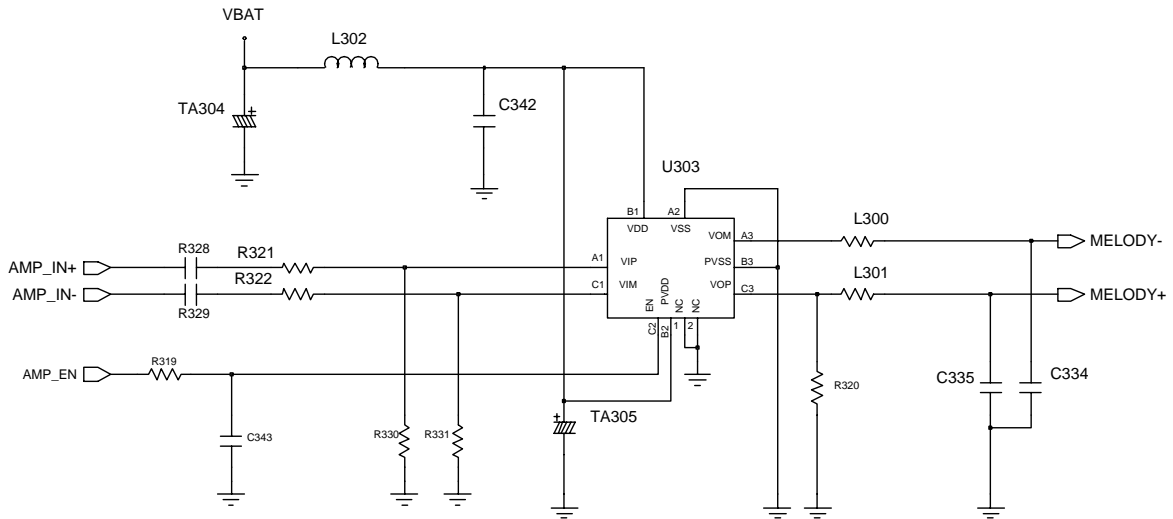 VBAT
L302
TA304
+
C342
U303
B1
A2
VDD
VSS
L300
VOM
A3
MELODY-
R328
R321
AMP_IN+
A1
VIP
PVSS
B3
L301
AMP_IN-
R322
C1
VIM
VOP
C3
MELODY+
R329
EN
PVDD
NC
NC
C2
B2
1
2
AMP_EN
R319
R320
C335
C334
+
TA305
C343
R330
R331